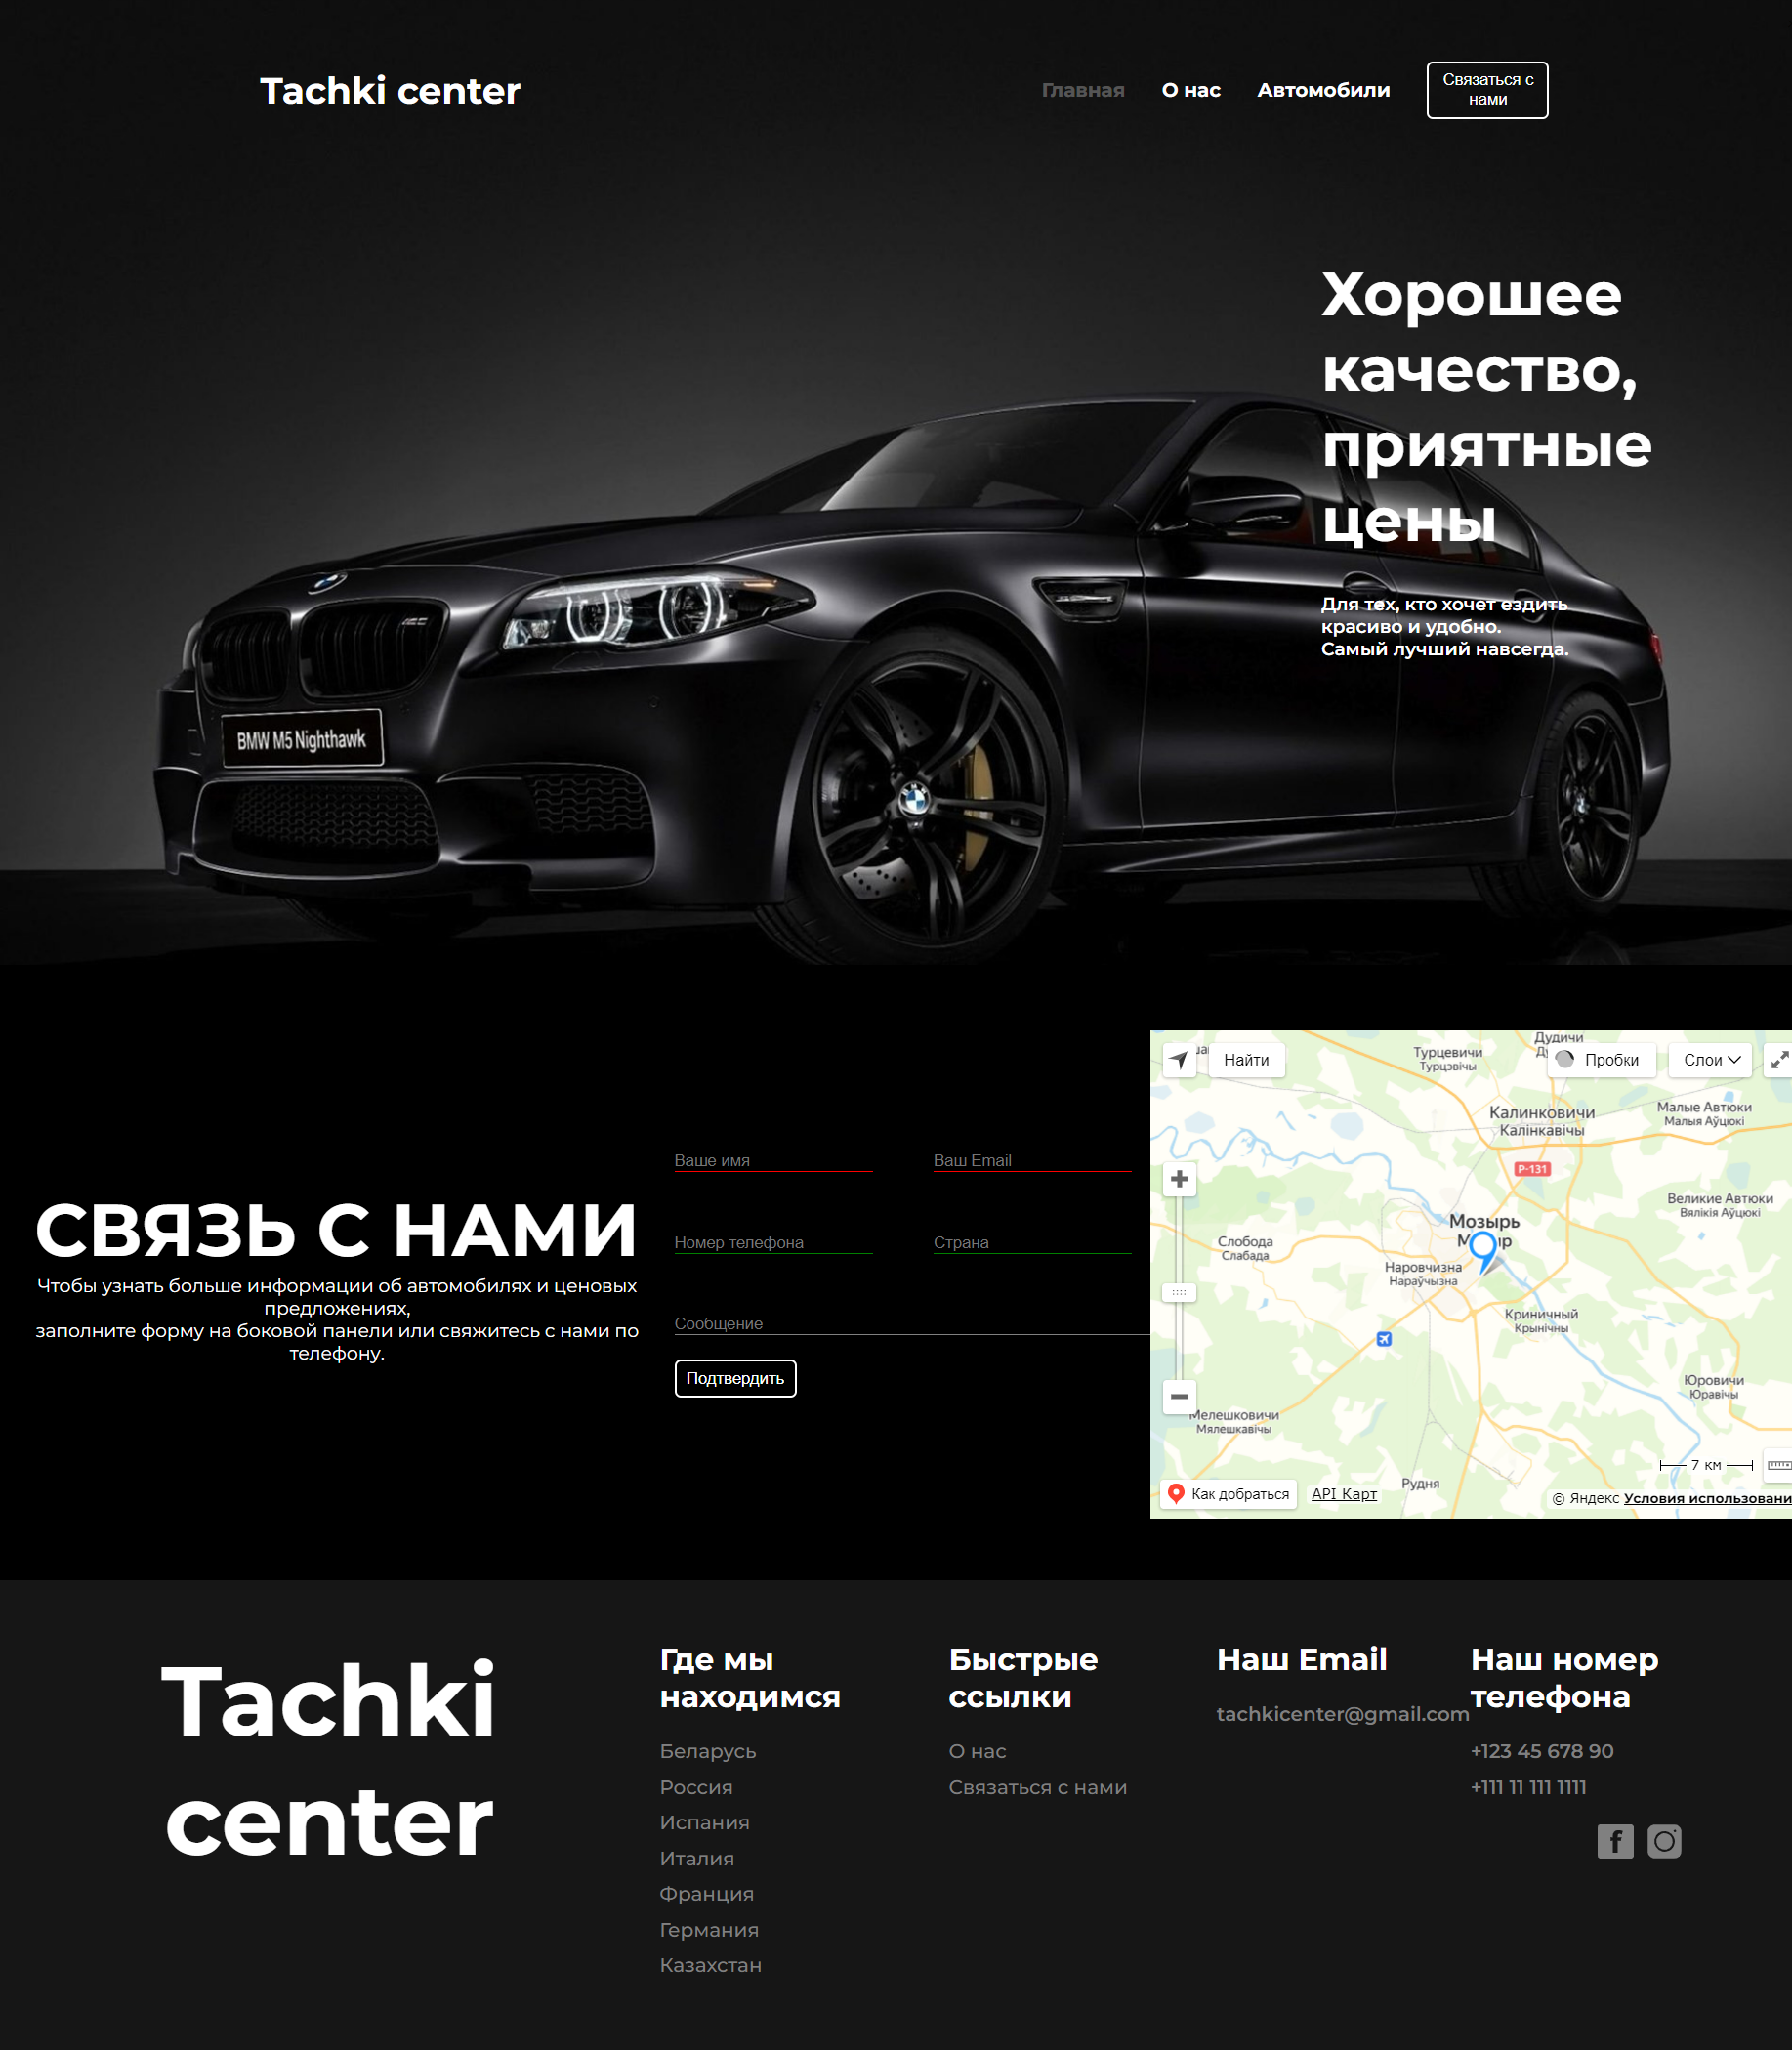 Tachki center
Главная
О нас
Автомобили
Связаться с
нами
Хорошее
качество,
приятные
цены
Для тех, кто хочет ездить
красиво и удобно.
Самый лучший навсегда.
BMW M5 Nighthawk
СВЯЗЬ С НАМИ
Чтобы узнать больше информации об автомобилях и ценовых
предложениях,
заполните форму на боковой панели или свяжитесь с нами по
телефону.
Ваше имя
Ваш Email
Номер телефона
Страна
Сообщение
Подтвердить
Найти
Пробки
Слои
Дудичи
Турцевичи
Турцэвічы
Калинковичи
Калінкавічы
Малые Автюки
Малыя Аўцюкі
P-131
Великие Автюки
Вялікія Аўцюкі
Мозырь
Слобода
Слабада
Наровчизна
Нараўчызна
Криничный
Крынічны
Юровичи
Юравічы
Мелешковичи
Мялешкавічы
Рудня
7 км
Как добраться
API Карт
© Яндекс Условия использовани
Tachki
center
Где мы
находимся
Беларусь
Россия
Испания
Италия
Франция
Германия
Казахстан
Быстрые
ссылки
О нас
Связаться с нами
Наш Email
tachkicenter@gmail.com
Наш номер
телефона
+123 45 678 90
+111 11 111 1111